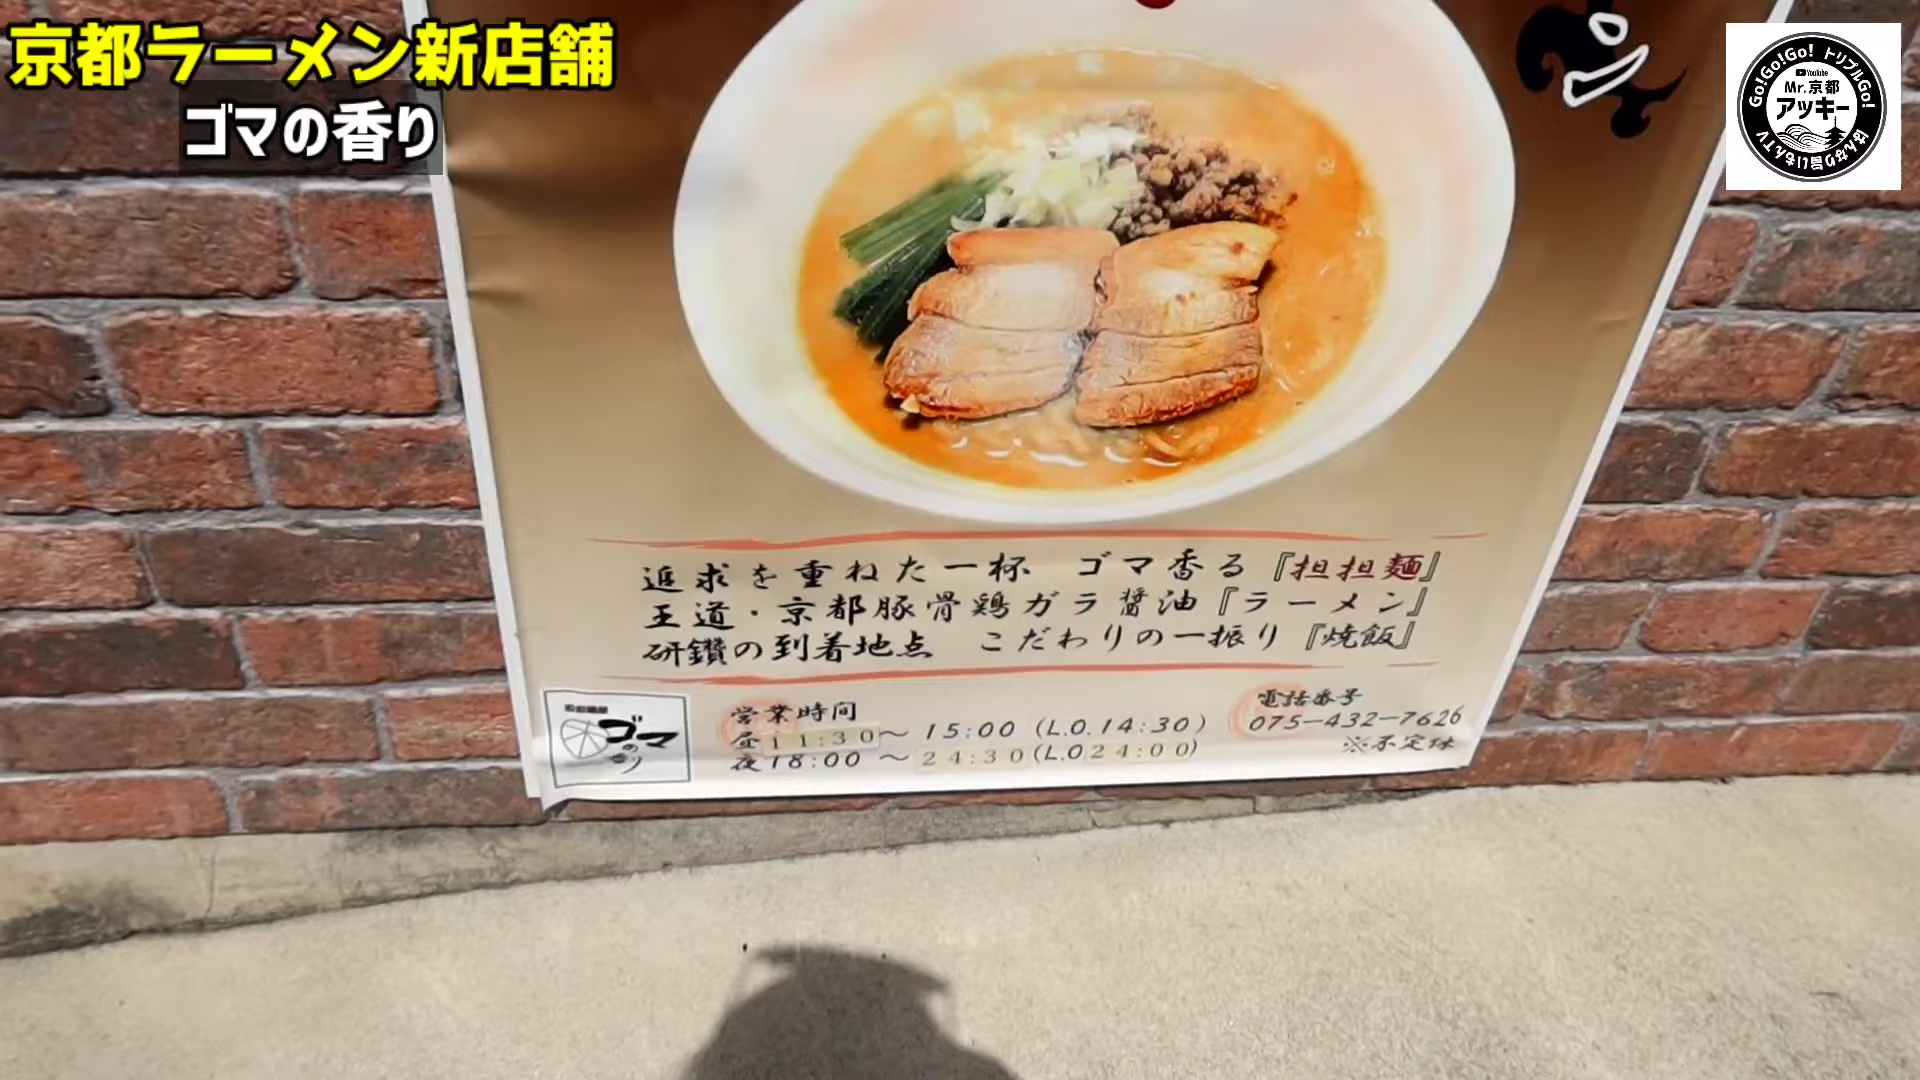 京都ラーメン新店舗
ゴマの香り
Go!Go!Go! トリプルGo!
YouTube
Mr.京都
アッキー
ン
追求を重ねた一杯 ゴマ香る『担担麺』
王道・京都豚骨鶏ガラ醤油『ラーメン』
研鑽の到着地点 こだわりの一振り『焼飯』
ゴマの香り
営業時間
昼11:30〜15:00 (L.O.14:30)
夜18:00 〜24:30(L.O24:00)
電話番号
075-432-7626
※不定休